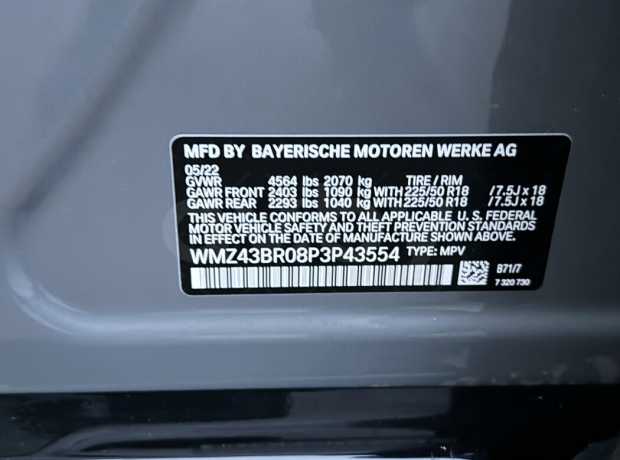 MFD BY BAYERISCHE MOTOREN WERKE AG
05/22
GVWR 4564 lbs 2070 kg TIRE / RIM
GAWR FRONT 2403 lbs 1090 kg WITH 225/50 R18 / 7.5J x 18
GAWR REAR 2293 lbs 1040 kg WITH 225/50 R18 / 7.5J x 18
THIS VEHICLE CONFORMS TO ALL APPLICABLE U. S. FEDERAL
MOTOR VEHICLE SAFETY AND THEFT PREVENTION STANDARDS
IN EFFECT ON THE DATE OF MANUFACTURE SHOWN ABOVE.
WMZ43BR08P3P43554 TYPE: MPV
B71/7
7 320 730